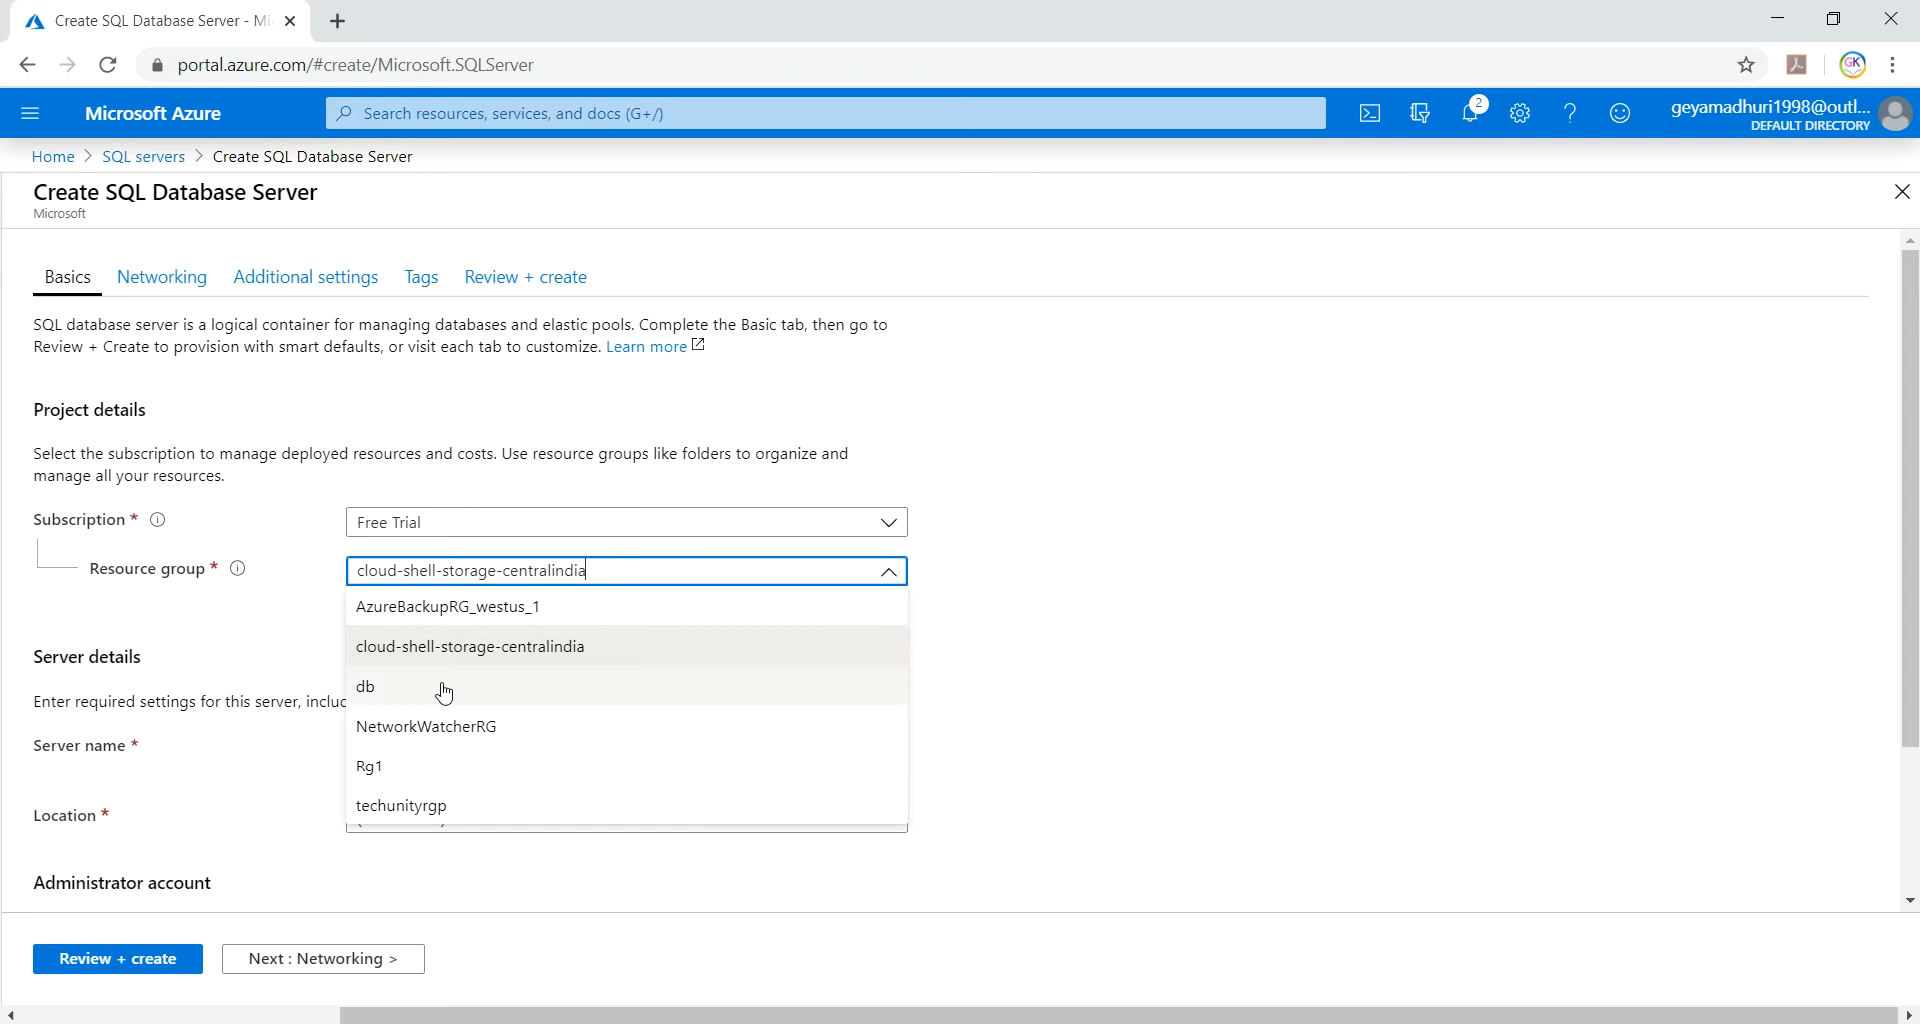 Create SQL Database Server - Mi
portal.azure.com/#create/Microsoft.SQLServer
GK
Microsoft Azure
Search resources, services, and docs (G+/)
2
geyamadhuri1998@outl...
DEFAULT DIRECTORY
Home > SQL servers > Create SQL Database Server
Create SQL Database Server
Microsoft
Basics Networking Additional settings Tags Review + create
SQL database server is a logical container for managing databases and elastic pools. Complete the Basic tab, then go to
Review + Create to provision with smart defaults, or visit each tab to customize. Learn more
Project details
Select the subscription to manage deployed resources and costs. Use resource groups like folders to organize and
manage all your resources.
Subscription * Free Trial
Resource group * cloud-shell-storage-centralindia
AzureBackupRG_westus_1
cloud-shell-storage-centralindia
db
NetworkWatcherRG
Rg1
techunityrgp
Server details
Enter required settings for this server, includ
Server name *
Location *
Administrator account
Review + create
Next : Networking >